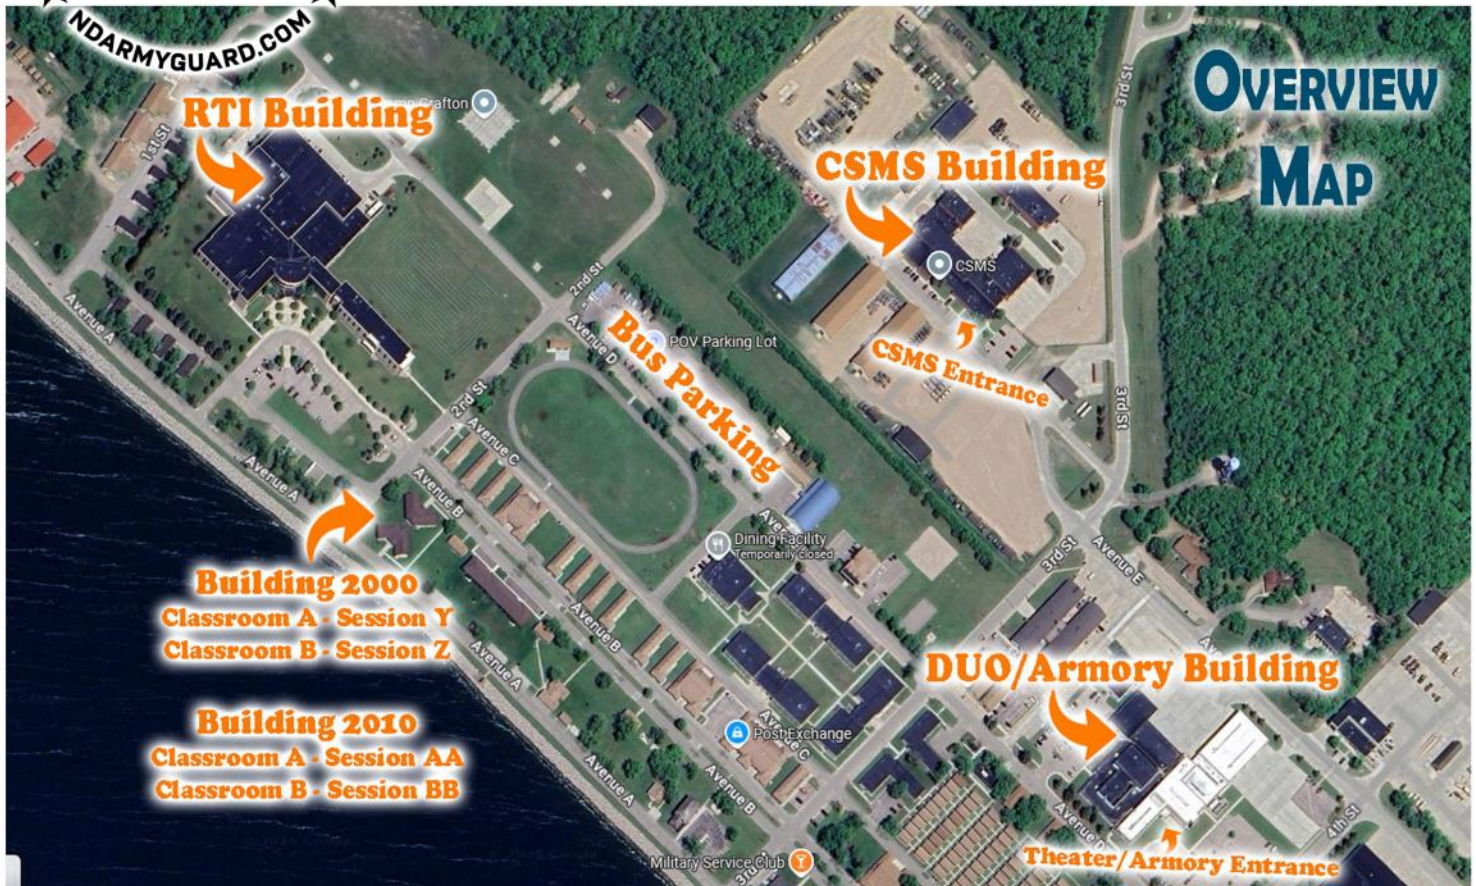 NDARMYGUARD.COM
OVERVIEW
MAP
RTI Building
Grafton
1st St
3rd St
CSMS Building
CSMS
CSMS Entrance
2nd St
Avenue D
POV Parking Lot
Bus Parking
Avenue A
2nd St
Avenue C
3rd St
Avenue A
Avenue B
Dining Facility
Temporarily closed
3rd St
Avenue E
Building 2000
Classroom A - Session Y
Classroom B - Session Z
Avenue B
Avenue A
DUO/Armory Building
Building 2010
Classroom A - Session AA
Classroom B - Session BB
Post Exchange
Avenue C
Avenue A
Avenue B
Avenue D
4th St
Military Service Club
3rd
Theater/Armory Entrance